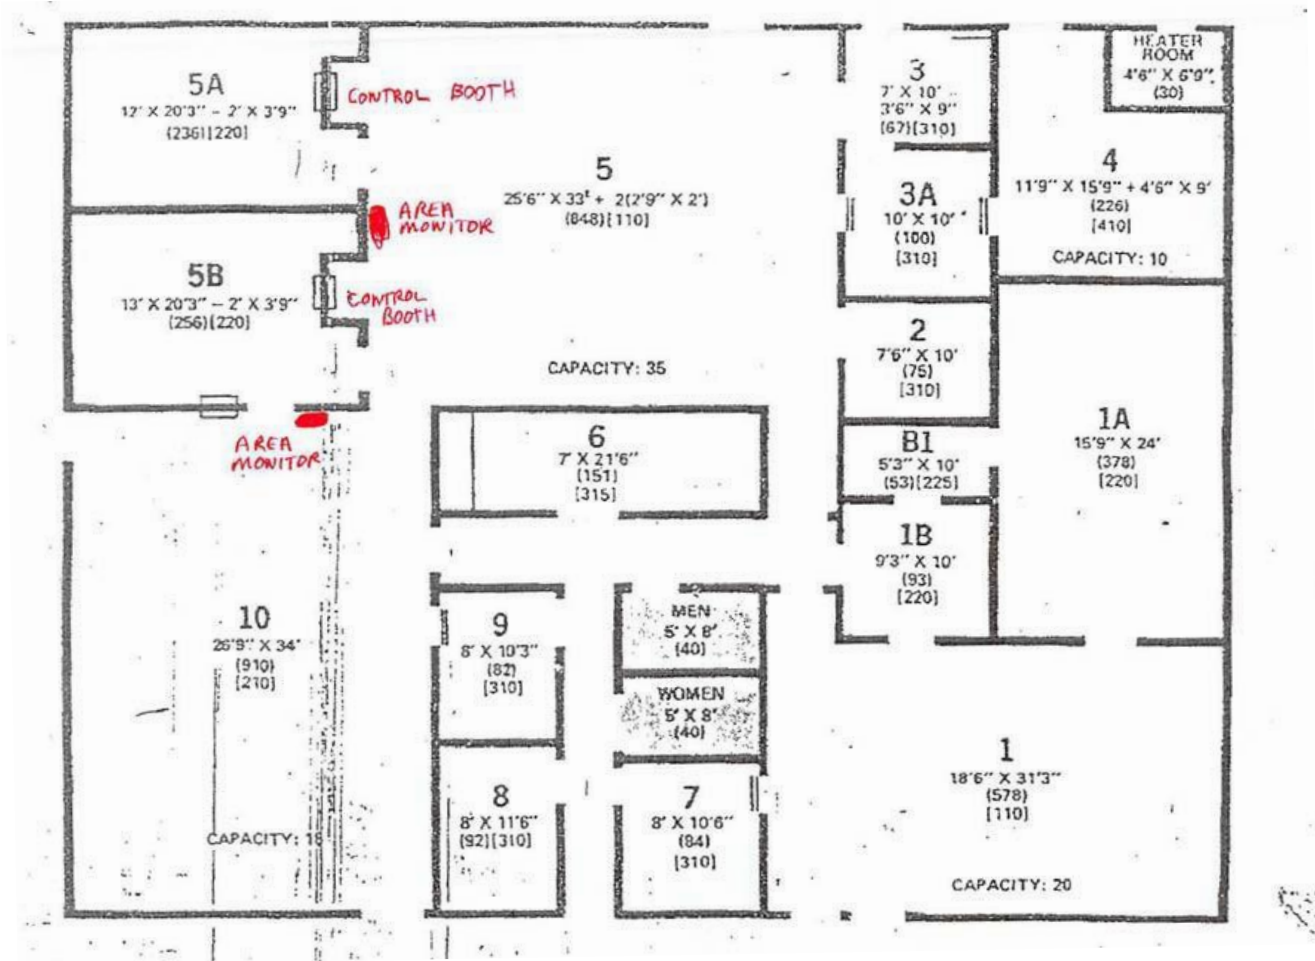 5A
12' X 20'3" – 2' X 3'9"
(236)[220]
CONTROL BOOTH
5
25'6" X 33' + 2(2'9" X 2')
(848)[110]
CAPACITY: 35
AREA
MONITOR
5B
13' X 20'3" – 2' X 3'9"
(256)[220]
CONTROL
BOOTH
AREA
MONITOR
3
7' X 10' –
3'6" X 9"
(67)[310]
HEATER
ROOM
4'6" X 6'9"
(30)
4
11'9" X 15'9" + 4'6" X 9'
(226)
[410]
CAPACITY: 10
3A
10' X 10'
(100)
[310]
2
7'6" X 10'
(75)
[310]
1A
15'9" X 24'
(378)
[220]
B1
5'3" X 10'
(53)[225]
1B
9'3" X 10'
(93)
[220]
6
7' X 21'6"
(151)
[315]
10
26'9" X 34'
(910)
[210]
CAPACITY:
9
8' X 10'3"
(82)
[310]
MEN
5' X 8'
(40)
WOMEN
5' X 8'
(40)
8
8' X 11'6"
(92)[310]
7
8' X 10'6"
(84)
[310]
1
18'6" X 31'3"
(578)
[110]
CAPACITY: 20